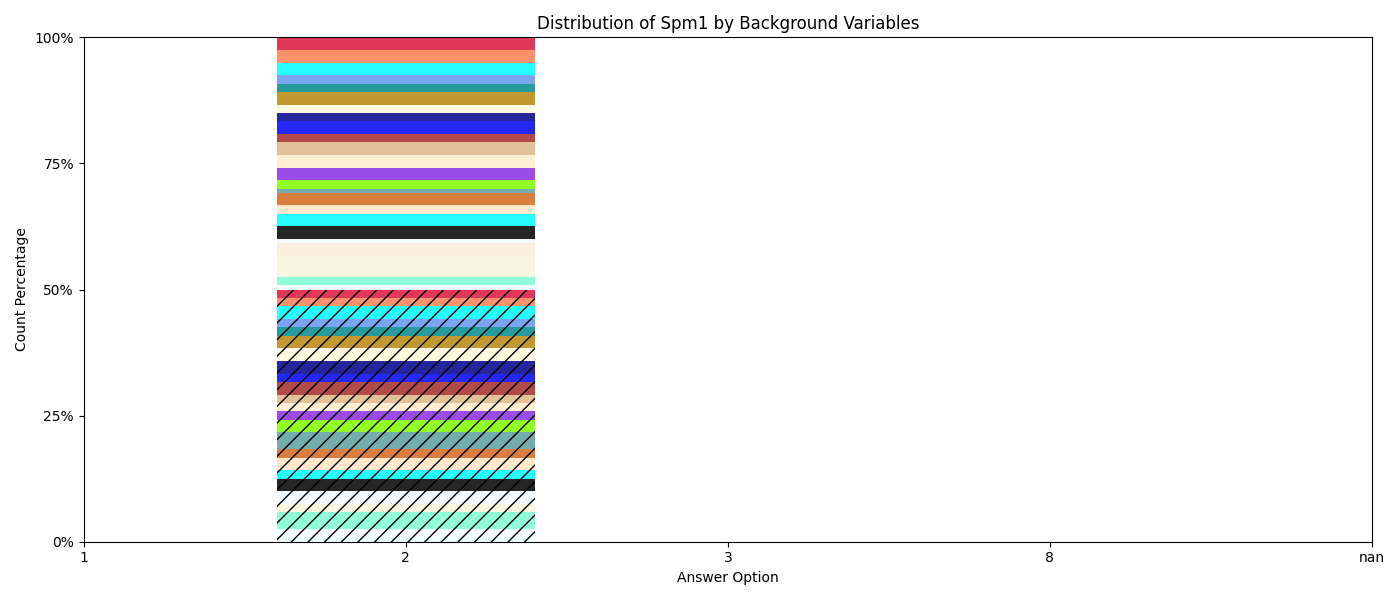 Distribution of Spm1 by Background Variables
100%
75%
50%
25%
0%
Count Percentage
1 2 3 8 nan
Answer Option